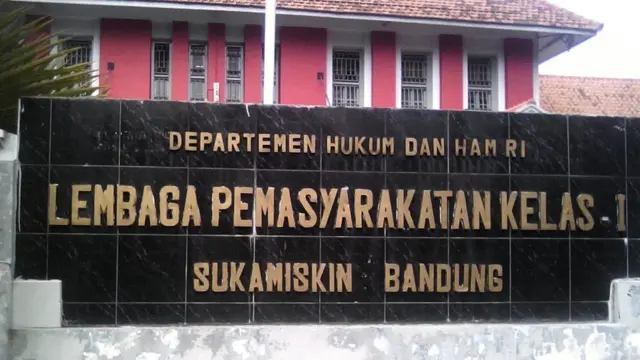 DEPARTEMEN HUKUM DAN HAM RI
LEMBAGA PEMASYARAKATAN KELAS - I
SUKAMISKIN BANDUNG